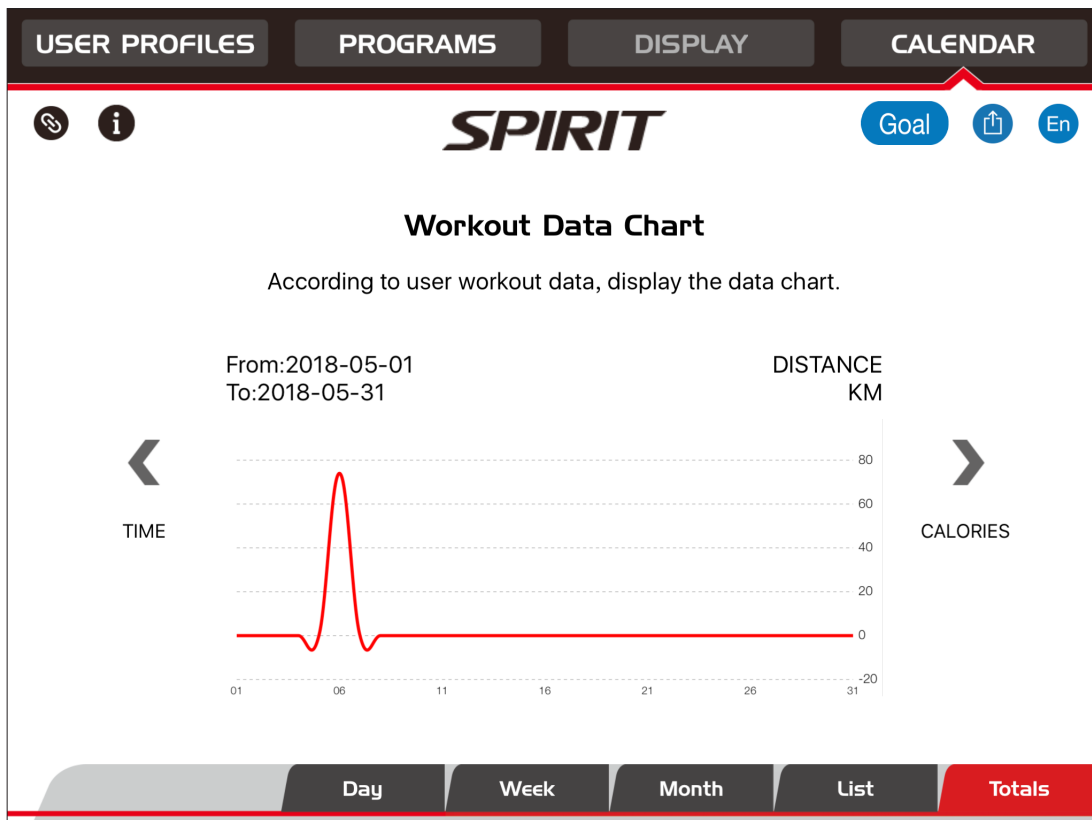 USER PROFILES PROGRAMS DISPLAY CALENDAR
i SPIRIT Goal En
Workout Data Chart
According to user workout data, display the data chart.
From:2018-05-01 DISTANCE
To:2018-05-31 KM
80
60
TIME CALORIES
40
20
0
-20
01 06 11 16 21 26 31
Day Week Month List Totals